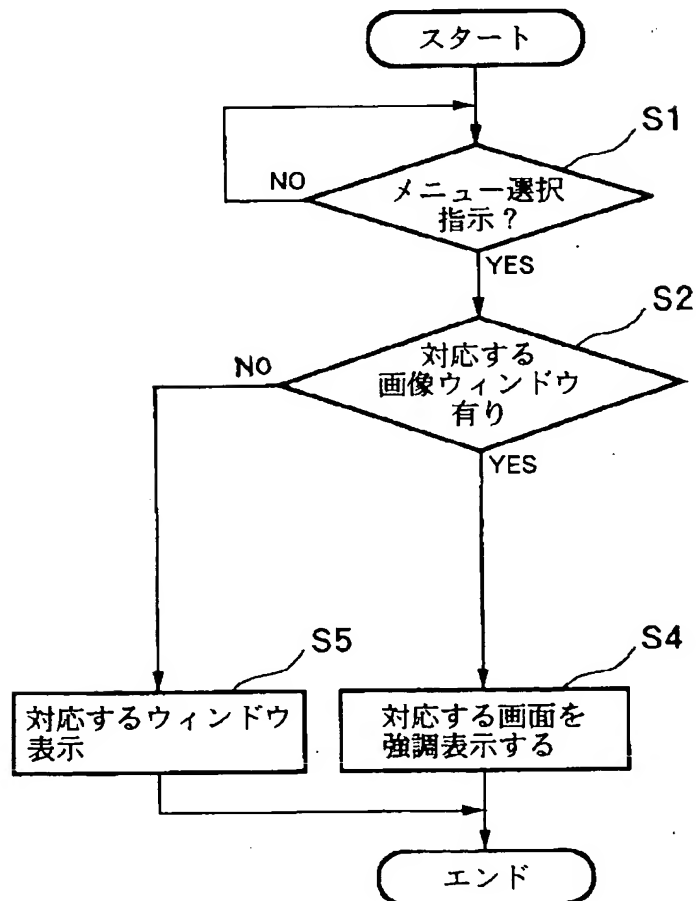 スタート
S1
NO
メニュー選択
指示?
YES
S2
NO
対応する
画像ウィンドウ
有り
YES
S5
S4
対応するウィンドウ
表示
対応する画面を
強調表示する
エンド